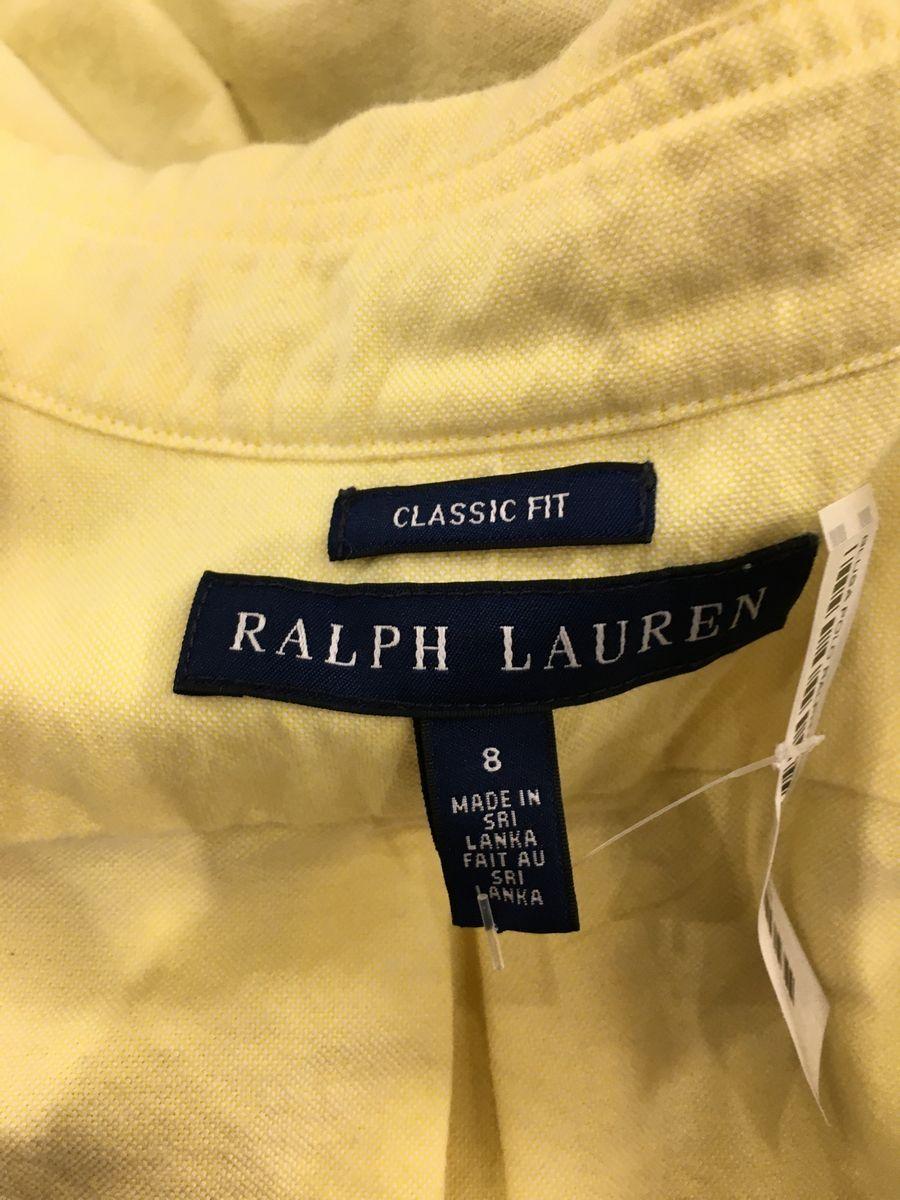 CLASSIC FIT
RALPH LAUREN
8
MADE IN
SRI
LANKA
FAIT AU
SRI
LANKA